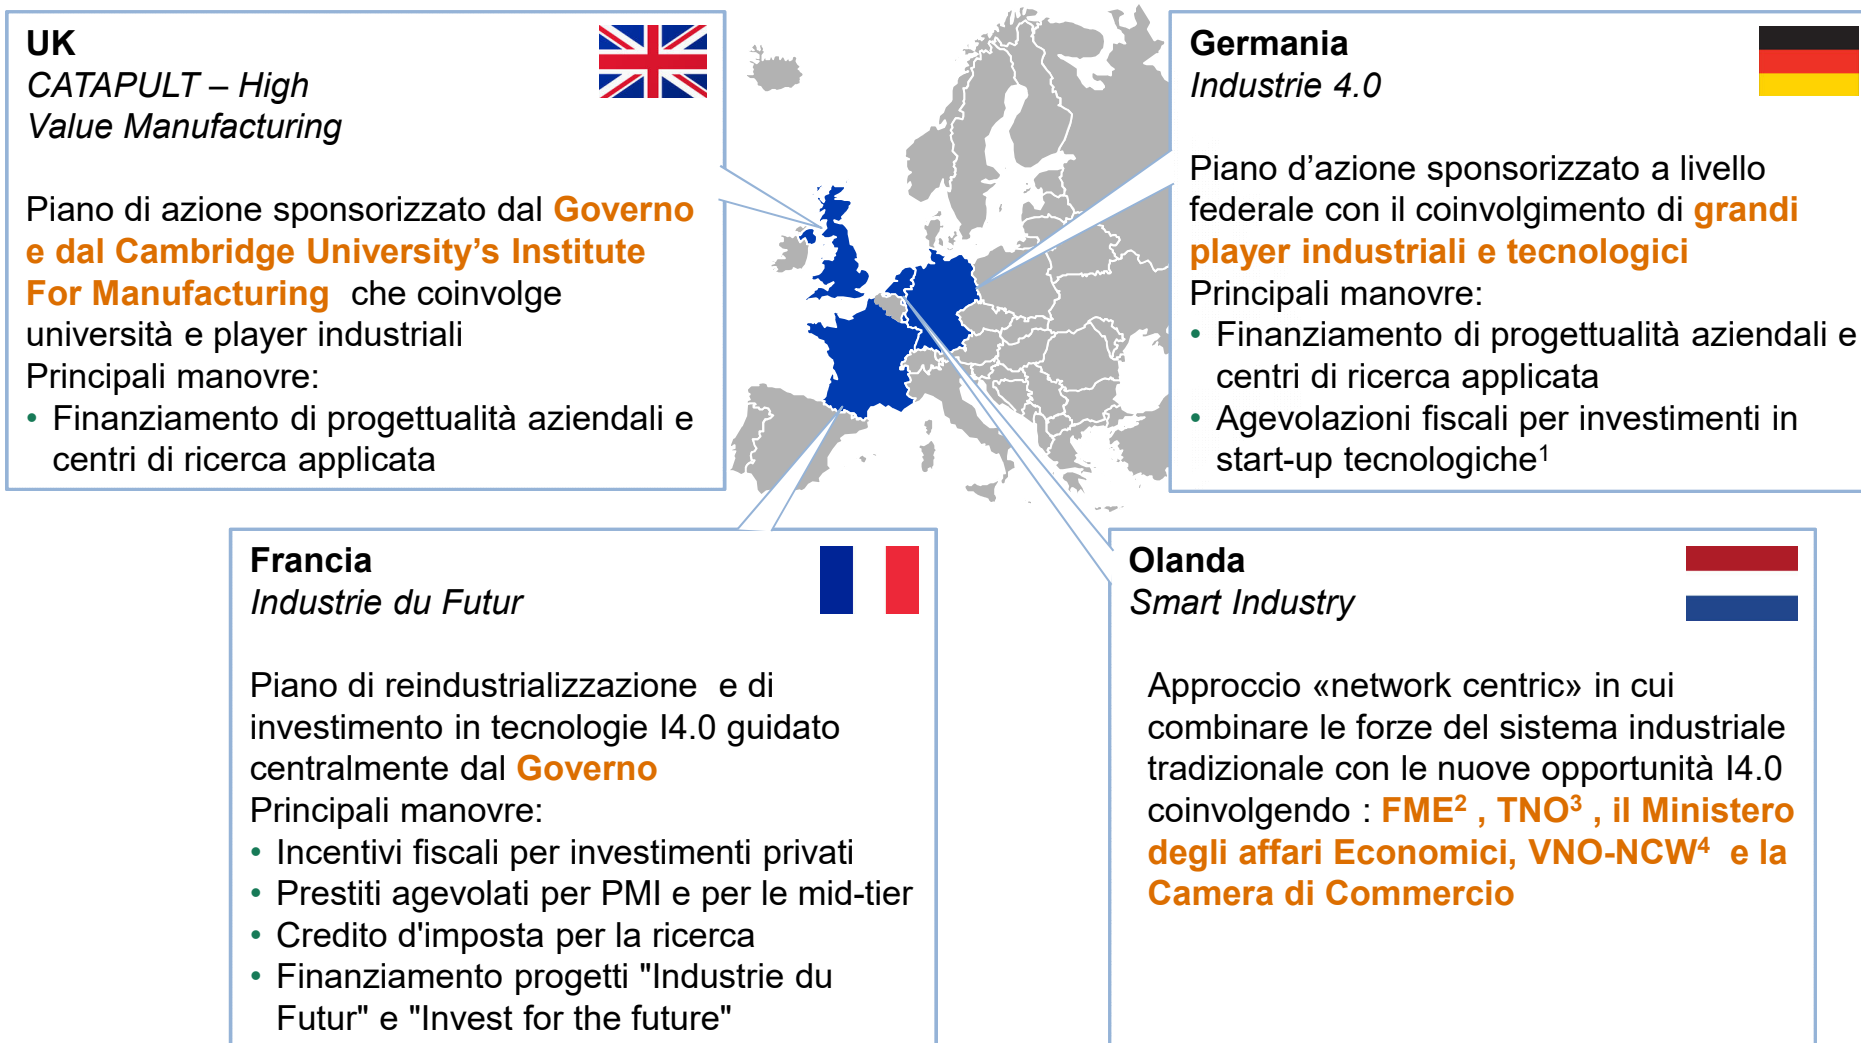 UK
CATAPULT – High
Value Manufacturing
Piano di azione sponsorizzato dal Governo
e dal Cambridge University's Institute
For Manufacturing che coinvolge
università e player industriali
Principali manovre:
• Finanziamento di progettualità aziendali e
centri di ricerca applicata
Germania
Industrie 4.0
Piano d'azione sponsorizzato a livello
federale con il coinvolgimento di grandi
player industriali e tecnologici
Principali manovre:
• Finanziamento di progettualità aziendali e
centri di ricerca applicata
• Agevolazioni fiscali per investimenti in
start-up tecnologiche¹
Francia
Industrie du Futur
Piano di reindustrializzazione e di
investimento in tecnologie I4.0 guidato
centralmente dal Governo
Principali manovre:
• Incentivi fiscali per investimenti privati
• Prestiti agevolati per PMI e per le mid-tier
• Credito d'imposta per la ricerca
• Finanziamento progetti "Industrie du
Futur" e "Invest for the future"
Olanda
Smart Industry
Approccio «network centric» in cui
combinare le forze del sistema industriale
tradizionale con le nuove opportunità I4.0
coinvolgendo : FME² , TNO³ , il Ministero
degli affari Economici, VNO-NCW⁴ e la
Camera di Commercio